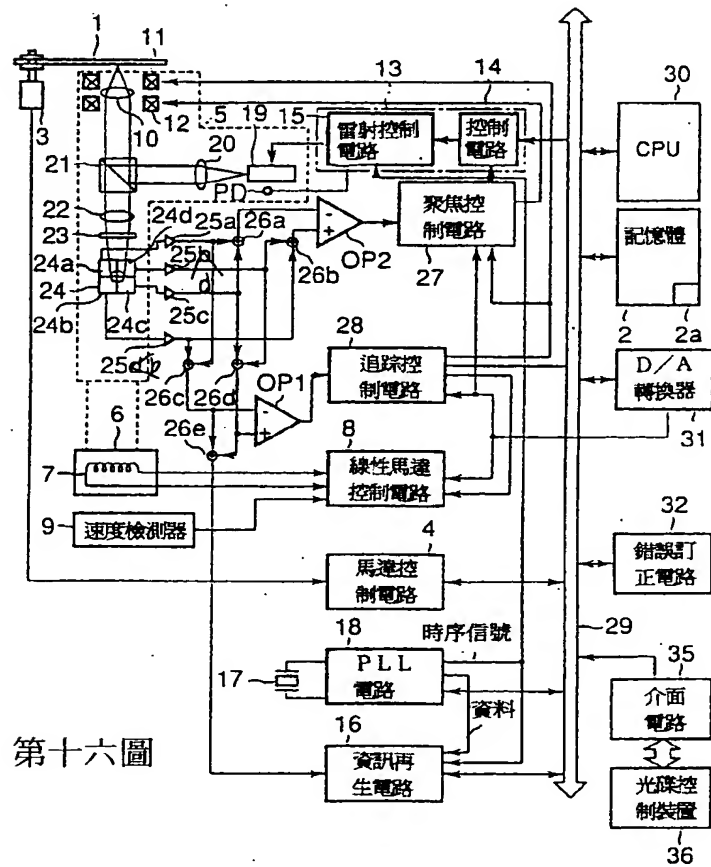 1
11
13
14
30
3
10
12
5
19
20
15
雷射控制
電路
控制
電路
CPU
21
PD
22
23
24d
25a
26a
24a
25b
26b
OP2
聚焦控
制電路
27
記憶體
24
24b
24c
25c
2
2a
28
25d
26c
26d
OP1
追踪控
制電路
D/A
轉換器
31
6
26e
8
7
線性馬達
控制電路
9
速度檢測器
32
4
錯誤訂
正電路
馬達控
制電路
29
18
時序信號
17
PLL
電路
35
資料
介面
電路
第十六圖
16
資訊再
生電路
光碟控
制裝置
36